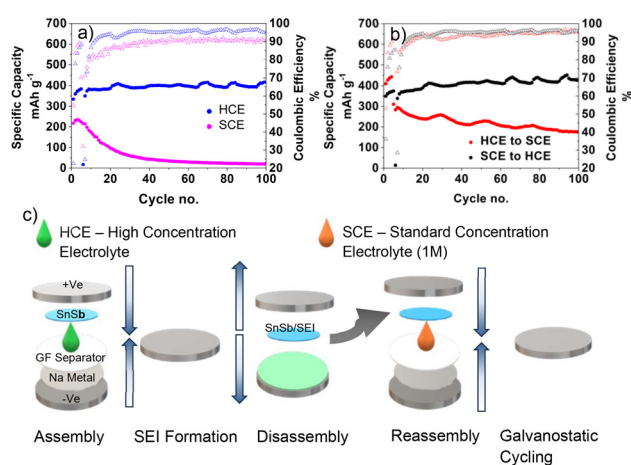 a)
700
600
500
400
300
200
100
0
Specific Capacity
mAh g⁻¹
100
90
80
70
60
50
40
30
20
Coulombic Efficiency
%
HCE
SCE
0 20 40 60 80 100
Cycle no.
b)
700
600
500
400
300
200
100
0
Specific Capacity
mAh g⁻¹
100
90
80
70
60
50
40
30
20
Coulombic Efficiency
%
HCE to SCE
SCE to HCE
0 20 40 60 80 100
Cycle no.
c)
HCE – High Concentration
Electrolyte
SCE – Standard Concentration
Electrolyte (1M)
+Ve
SnSb
GF Separator
Na Metal
-Ve
SnSb/SEI
Assembly
SEI Formation
Disassembly
Reassembly
Galvanostatic
Cycling